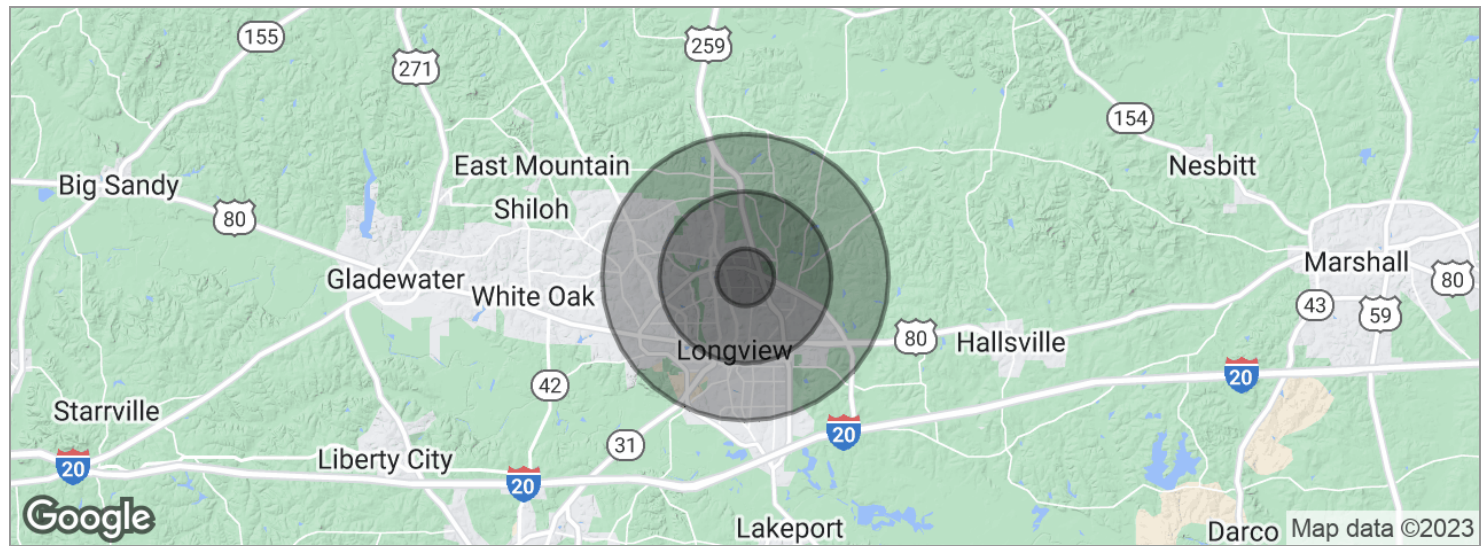 155
259
271
154
East Mountain
Nesbitt
Big Sandy
Shiloh
80
Marshall
Gladewater
80
White Oak
43
59
80
Hallsville
Longview
20
42
Starrville
20
31
Liberty City
20
20
Google
Lakeport
Darco
Map data ©2023